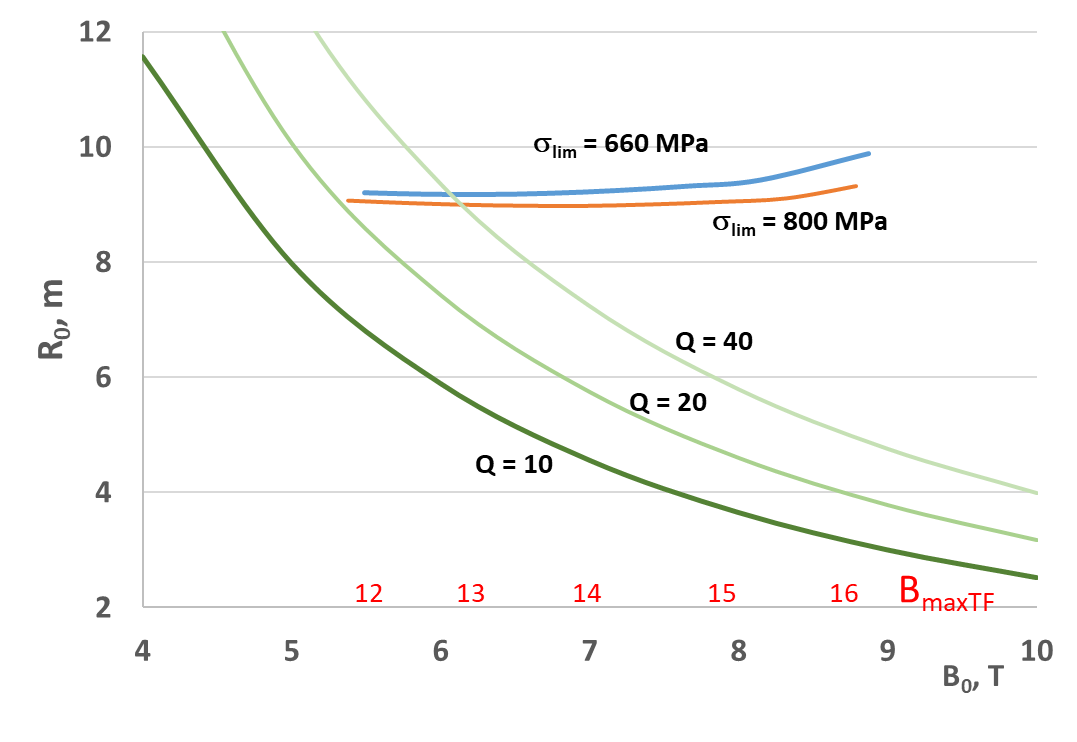 12
10
8
6
4
2
R₀, m
σlim = 660 MPa
σlim = 800 MPa
Q = 40
Q = 20
Q = 10
12 13 14 15 16 BmaxTF
4 5 6 7 8 9 10
B₀, T